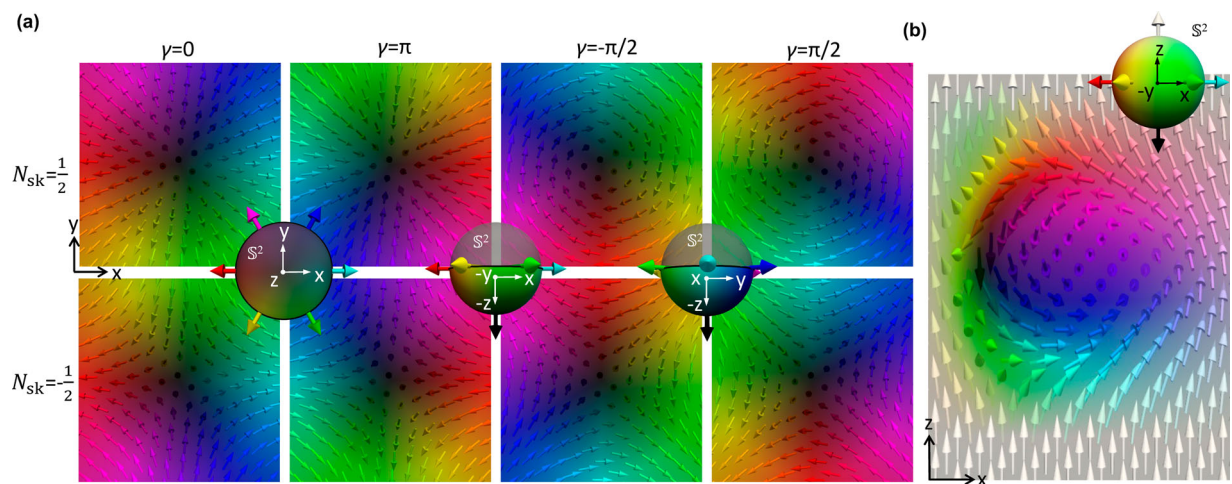 (a)
γ=0
γ=π
γ=-π/2
γ=π/2
N_sk=1/2
N_sk=-1/2
y
x
𝕊²
y
z
x
𝕊²
-y
x
-z
𝕊²
x
y
-z
(b)
𝕊²
z
-y
x
z
x